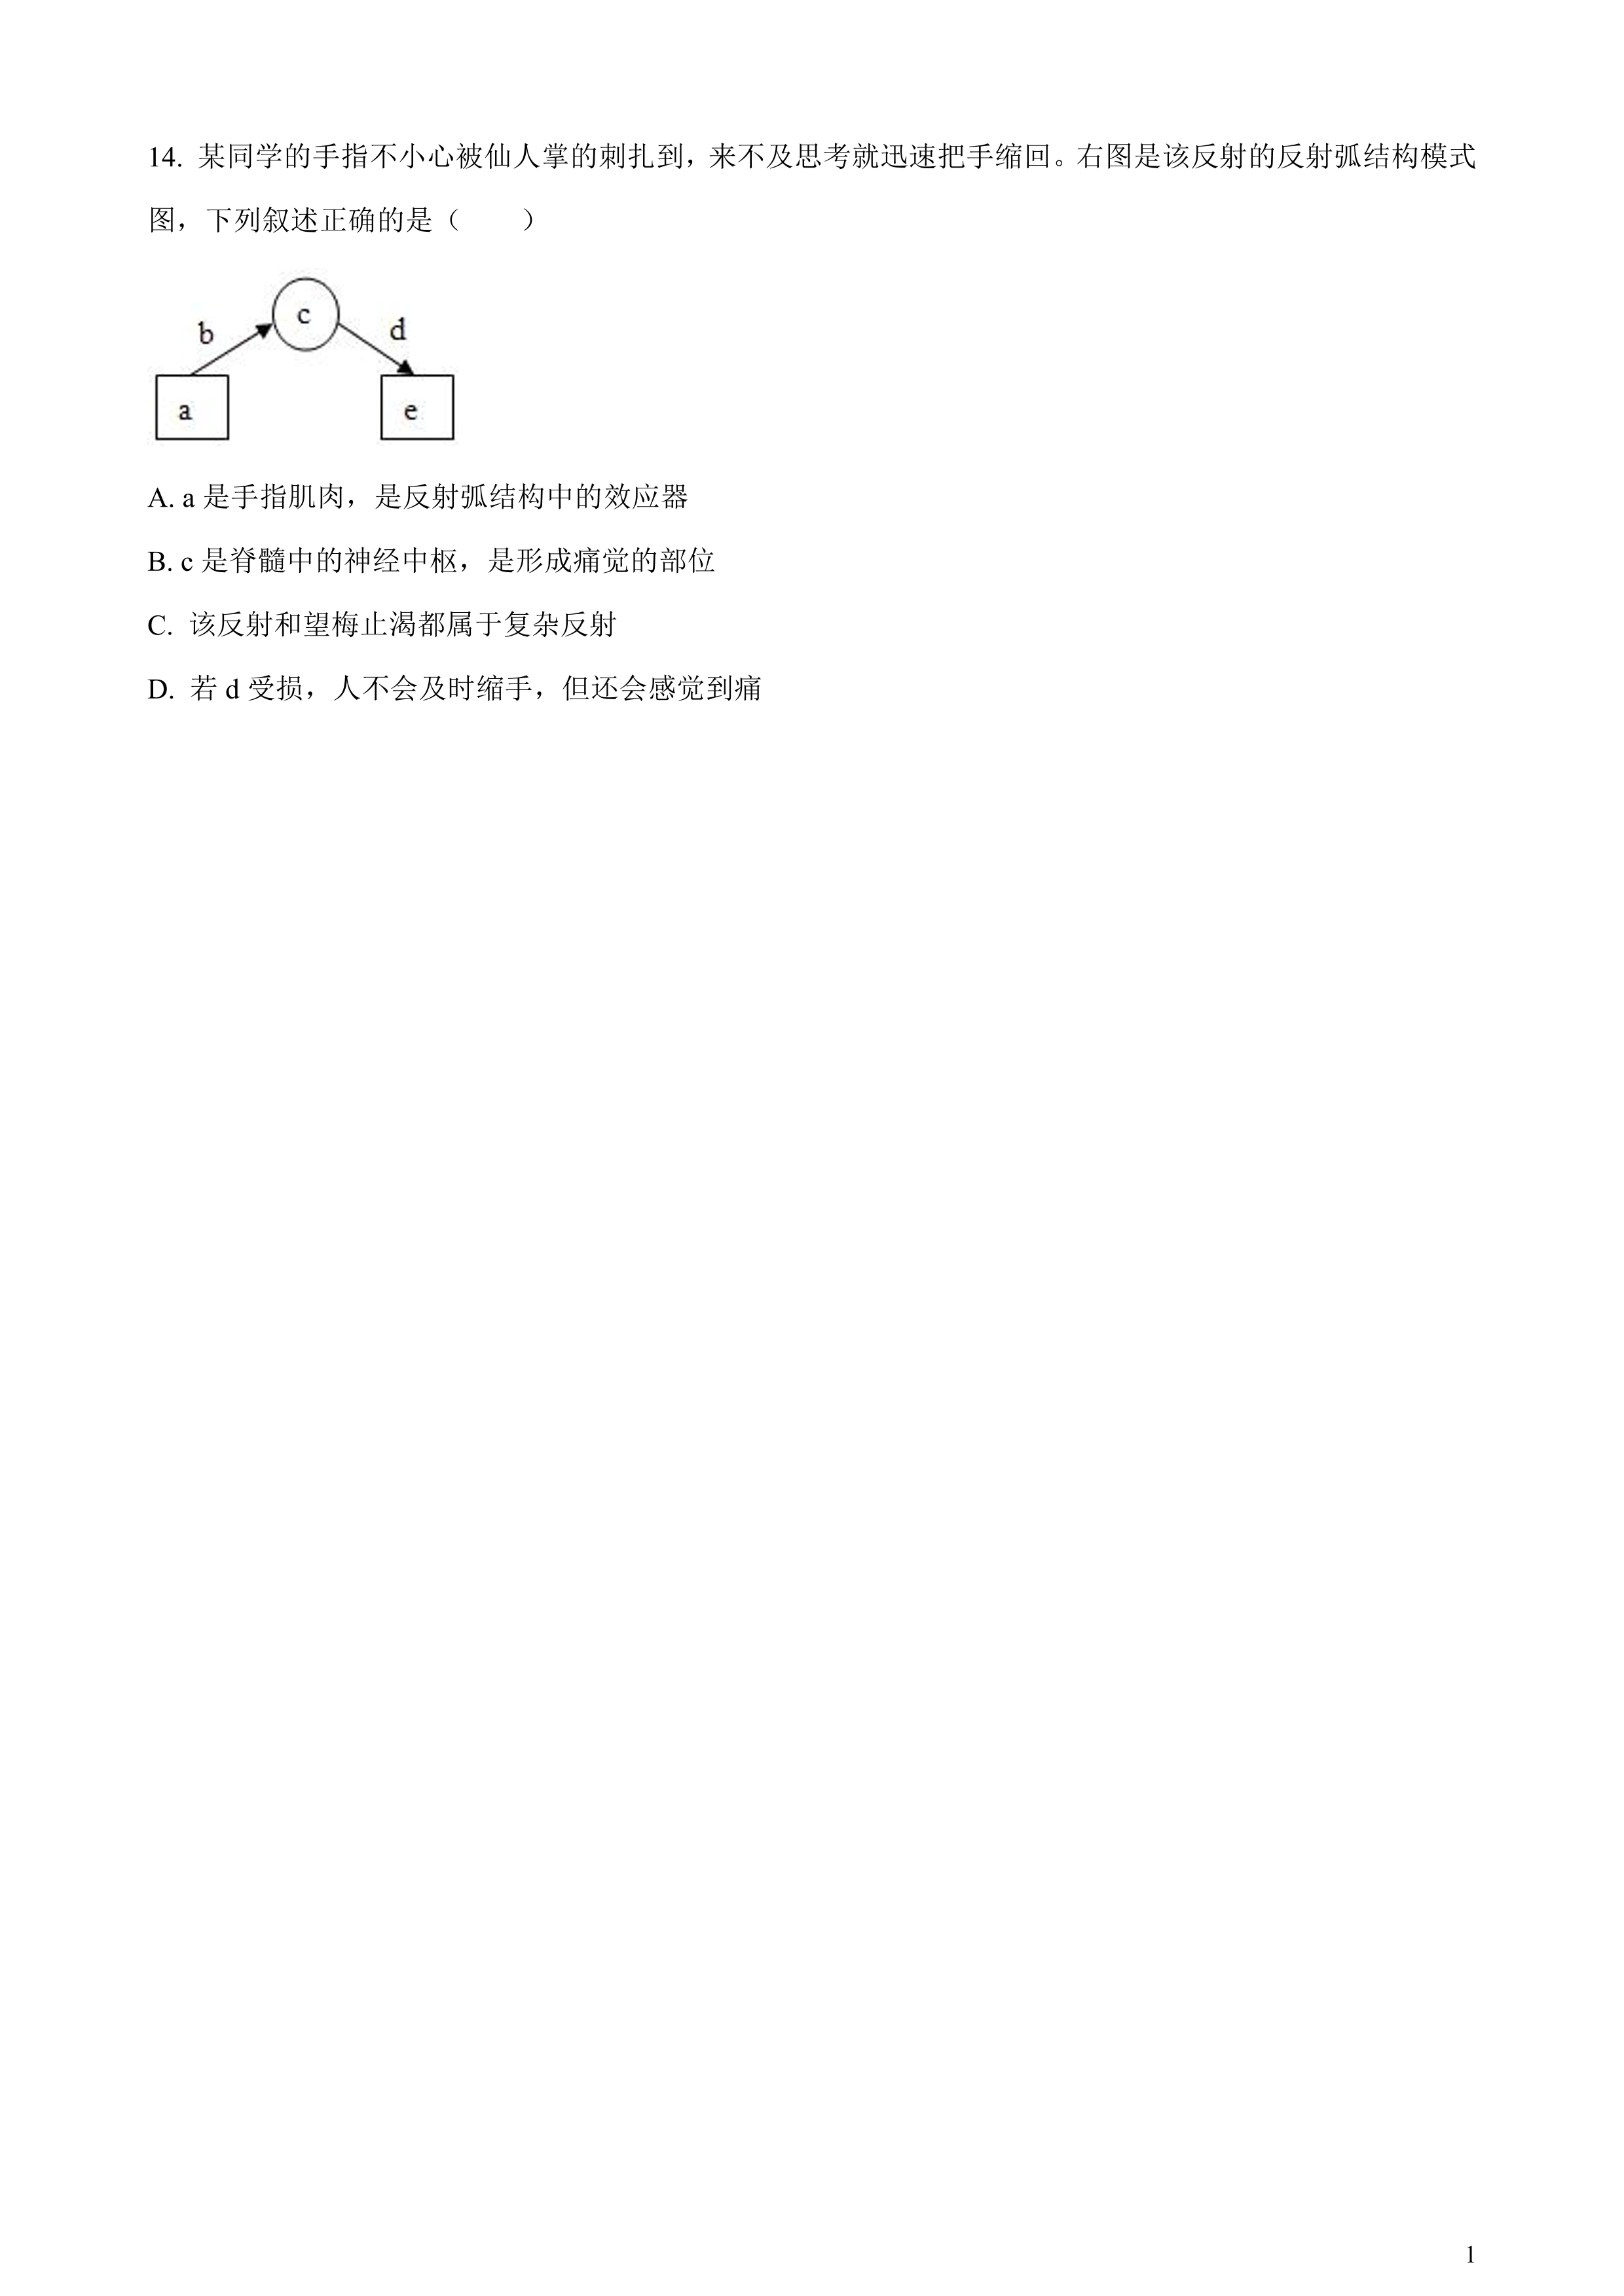 14. 某同学的手指不小心被仙人掌的刺扎到，来不及思考就迅速把手缩回。右图是该反射的反射弧结构模式
图，下列叙述正确的是（　　）
c
b
d
a
e
A. a 是手指肌肉，是反射弧结构中的效应器
B. c 是脊髓中的神经中枢，是形成痛觉的部位
C. 该反射和望梅止渴都属于复杂反射
D. 若 d 受损，人不会及时缩手，但还会感觉到痛
1